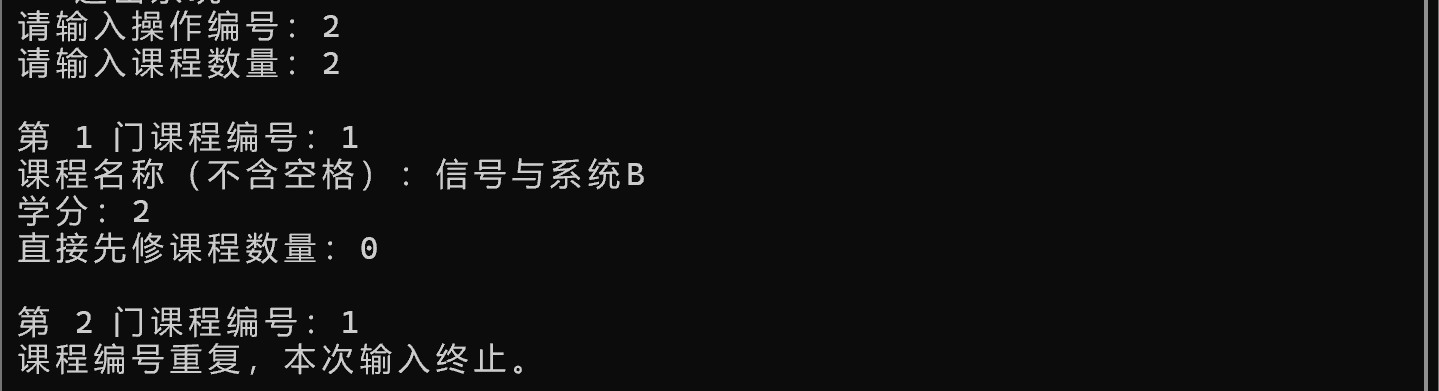 请输入操作编号: 2
请输入课程数量: 2
第 1 门课程编号: 1
课程名称（不含空格）: 信号与系统B
学分: 2
直接先修课程数量: 0
第 2 门课程编号: 1
课程编号重复, 本次输入终止。